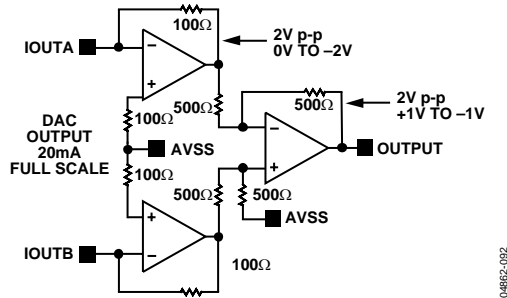 100Ω
2V p-p
0V TO –2V
IOUTA
–
+
500Ω
500Ω
2V p-p
+1V TO –1V
100Ω
DAC
OUTPUT
20mA
FULL SCALE
AVSS
–
+
OUTPUT
100Ω
500Ω
500Ω
AVSS
+
–
IOUTB
100Ω
04862-092